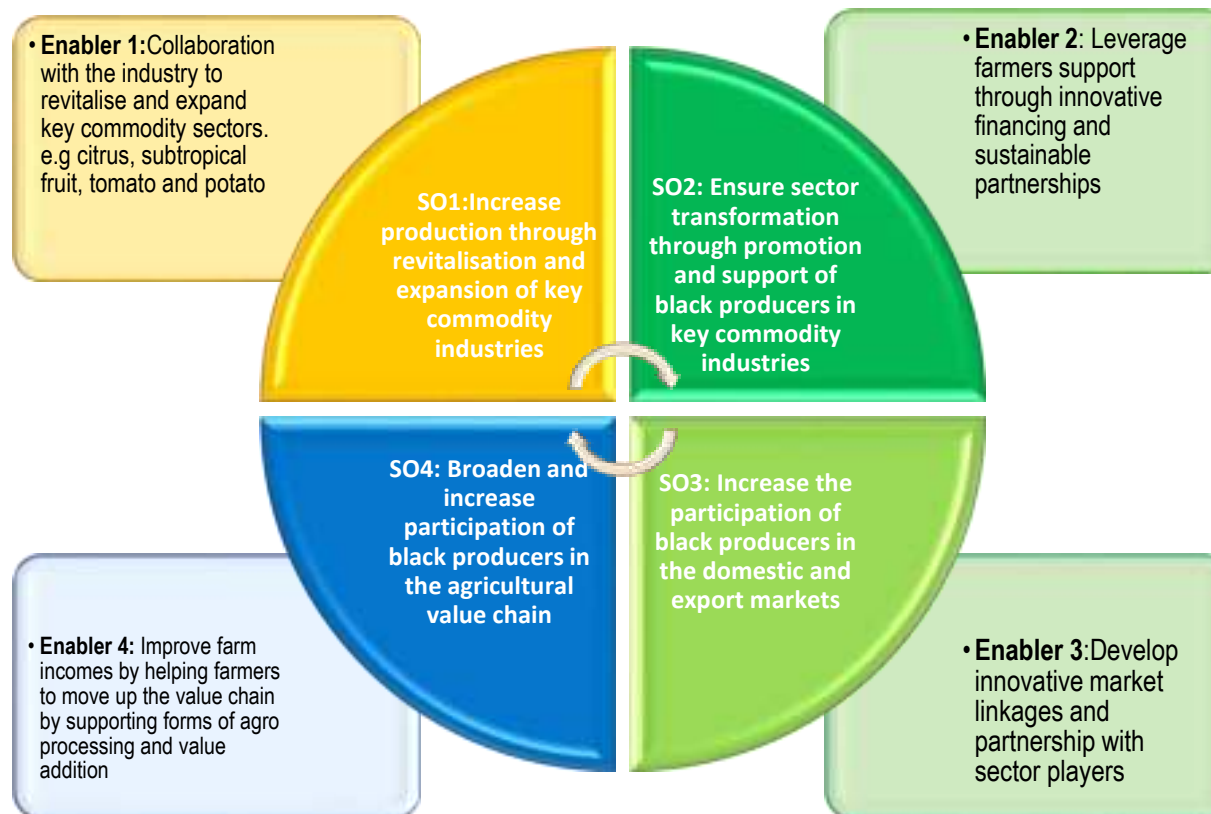 • Enabler 1:Collaboration
with the industry to
revitalise and expand
key commodity sectors.
e.g citrus, subtropical
fruit, tomato and potato
• Enabler 2: Leverage
farmers support
through innovative
financing and
sustainable
partnerships
SO1:Increase
production through
revitalisation and
expansion of key
commodity
industries
SO2: Ensure sector
transformation
through promotion
and support of
black producers in
key commodity
industries
SO4: Broaden and
increase
participation of
black producers in
the agricultural
value chain
SO3: Increase the
participation of
black producers in
the domestic and
export markets
• Enabler 4: Improve farm
incomes by helping farmers
to move up the value chain
by supporting forms of agro
processing and value
addition
• Enabler 3:Develop
innovative market
linkages and
partnership with
sector players